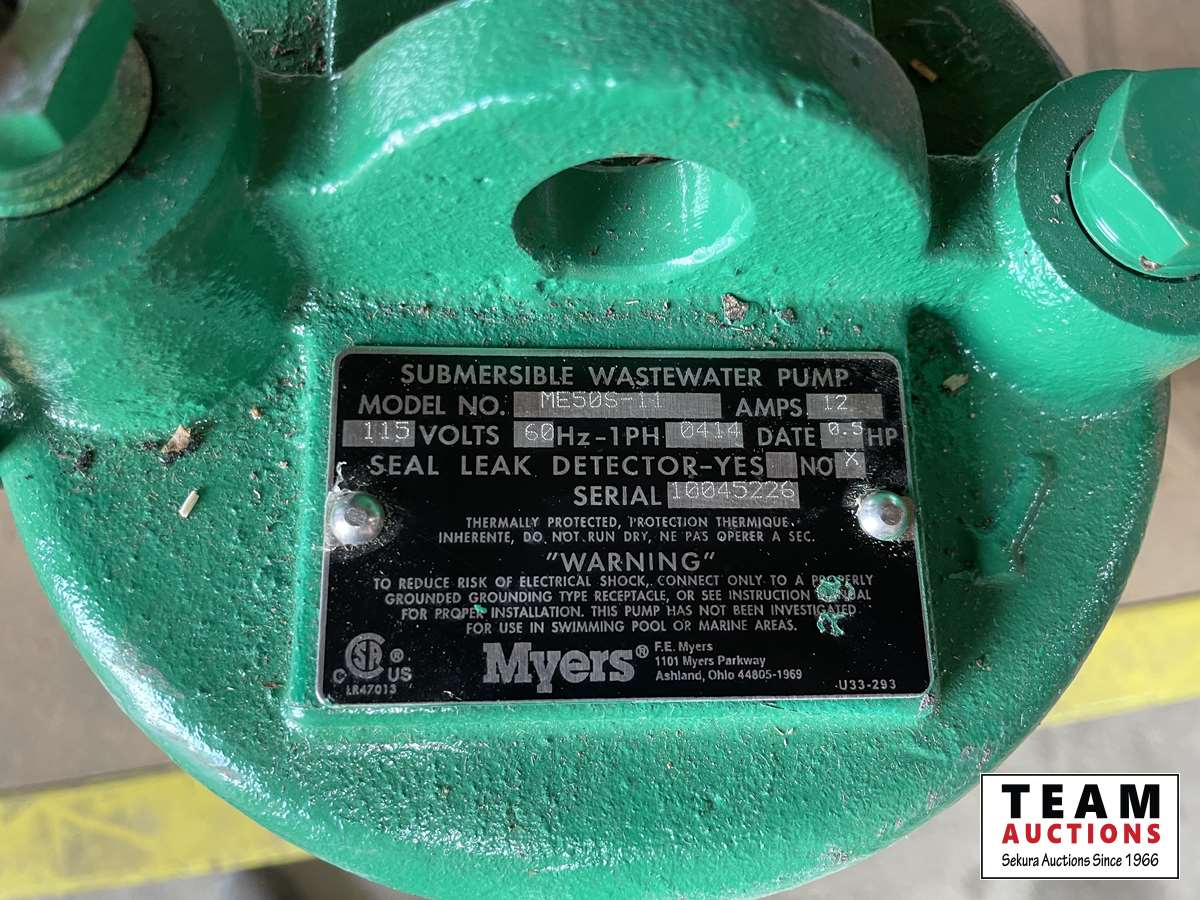 SUBMERSIBLE WASTEWATER PUMP
MODEL NO. ME50S-11 AMPS 12
115 VOLTS 60Hz-1PH 0414 DATE 0.5 HP
SEAL LEAK DETECTOR-YES NO X
SERIAL 10045226
THERMALLY PROTECTED, PROTECTION THERMIQUE.
INHERENTE, DO NOT RUN DRY, NE PAS OPERER A SEC.
"WARNING"
TO REDUCE RISK OF ELECTRICAL SHOCK, CONNECT ONLY TO A
GROUNDED GROUNDING TYPE RECEPTACLE, OR SEE INSTRUCTION
FOR PROPER INSTALLATION. THIS PUMP HAS NOT BEEN INVESTIGATED
FOR USE IN SWIMMING POOL OR MARINE AREAS.
C SA ® US
LR47013
Myers®
F.E. Myers
1101 Myers Parkway
Ashland, Ohio 44805-1969
U33-293
TEAM
AUCTIONS
Sekura Auctions Since 1966